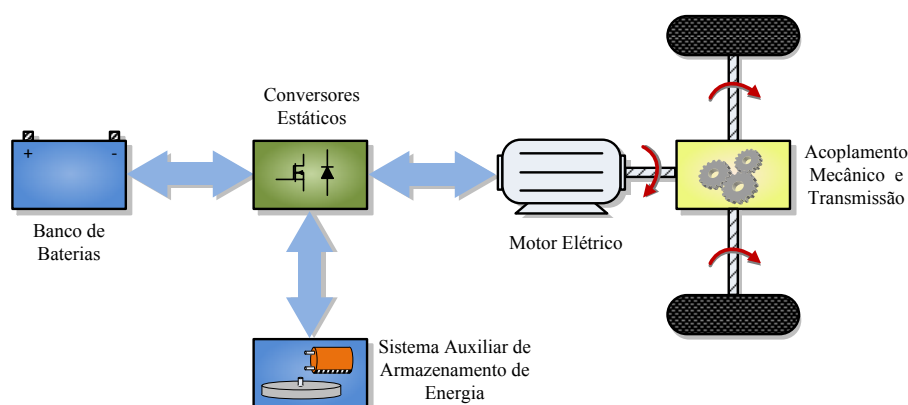 Conversores
Estáticos
+ -
Banco de
Baterias
Motor Elétrico
Acoplamento
Mecânico e
Transmissão
Sistema Auxiliar de
Armazenamento de
Energia